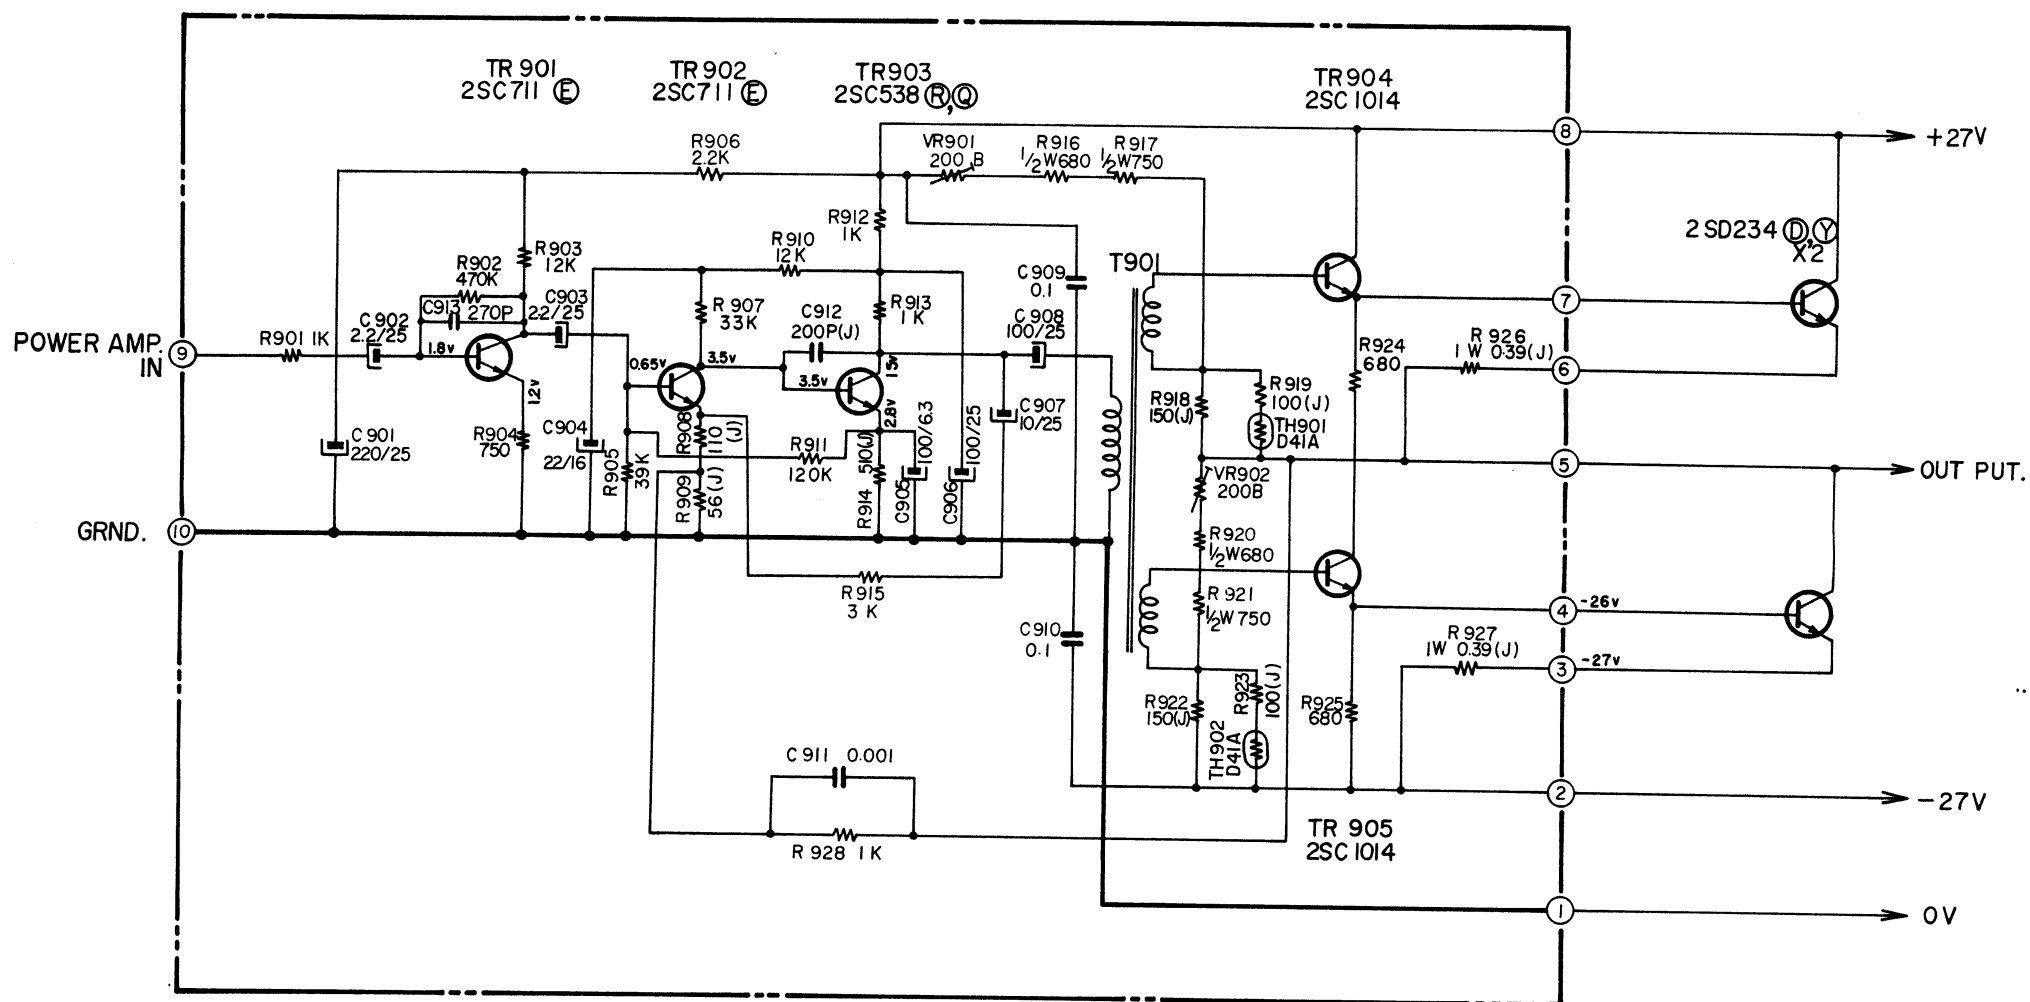 TR901
2SC711 Ⓔ
TR902
2SC711 Ⓔ
TR903
2SC538 Ⓡ,Ⓠ
TR904
2SC1014
8
+27V
R906
2.2K
VR901
200 B
R916
1/2W680
R917
1/2W750
2SD234 Ⓓ,Ⓨ
X2
R912
1K
R910
12K
R903
12K
R902
470K
C913
270P
C903
2.2/25
C902
2.2/25
R901 1K
POWER AMP.
IN
9
1.8v
1.2v
R904
750
C901
220/25
C904
22/16
R905
39K
0.65v
R907
33K
3.5v
C912
200P(J)
3.5v
R913
1K
15v
2.8v
R908
110
(J)
R909
56(J)
R911
120K
R914
510(J)
C905
100/6.3
C906
100/25
C907
10/25
C908
100/25
C909
0.1
T901
7
R924
680
R926
1W 0.39(J)
6
R918
150(J)
R919
100(J)
TH901
D41A
5
OUT PUT.
VR902
200B
R920
1/2W680
R921
1/2W750
GRND.
10
R915
3K
C910
0.1
4
-26v
R927
1W 0.39(J)
3
-27v
R922
150(J)
R923
100(J)
TH902
D41A
R925
680
C911 0.001
R928 1K
2
-27V
TR 905
2SC1014
1
0V